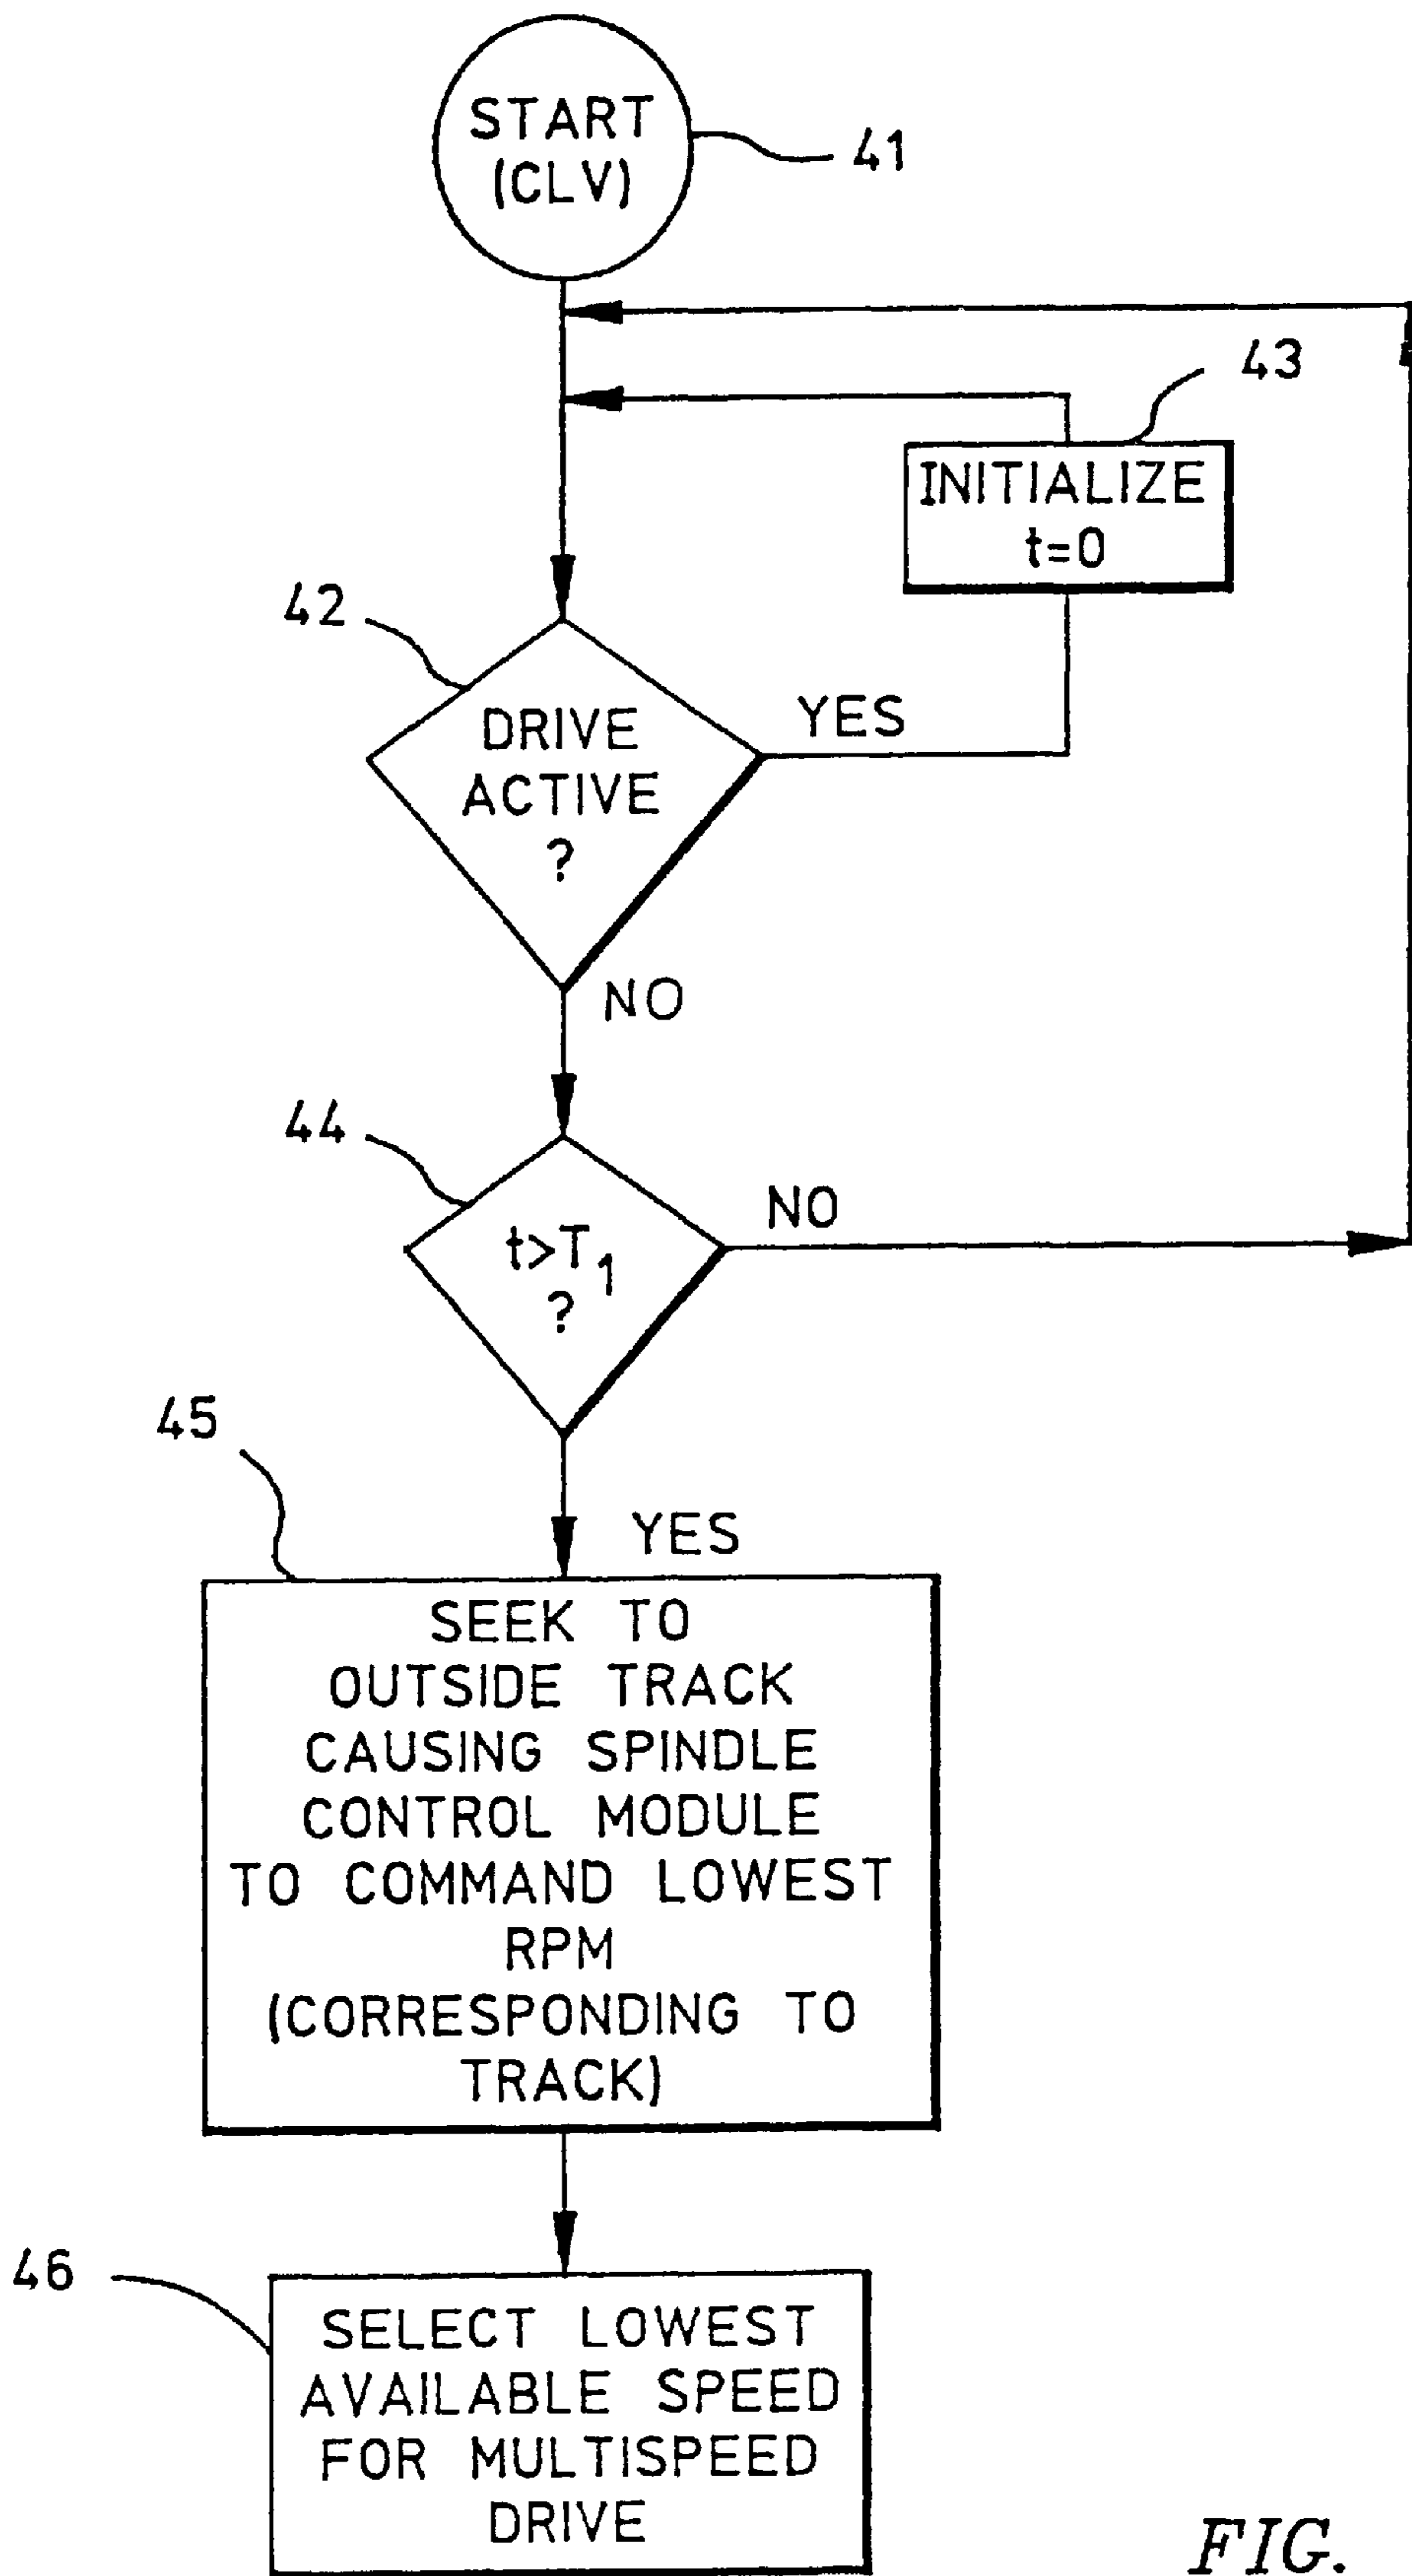 START
(CLV)
41
43
INITIALIZE
t=0
42
DRIVE
ACTIVE
?
YES
NO
44
t>T₁
?
NO
45
YES
SEEK TO
OUTSIDE TRACK
CAUSING SPINDLE
CONTROL MODULE
TO COMMAND LOWEST
RPM
(CORRESPONDING TO
TRACK)
46
SELECT LOWEST
AVAILABLE SPEED
FOR MULTISPEED
DRIVE
FIG.